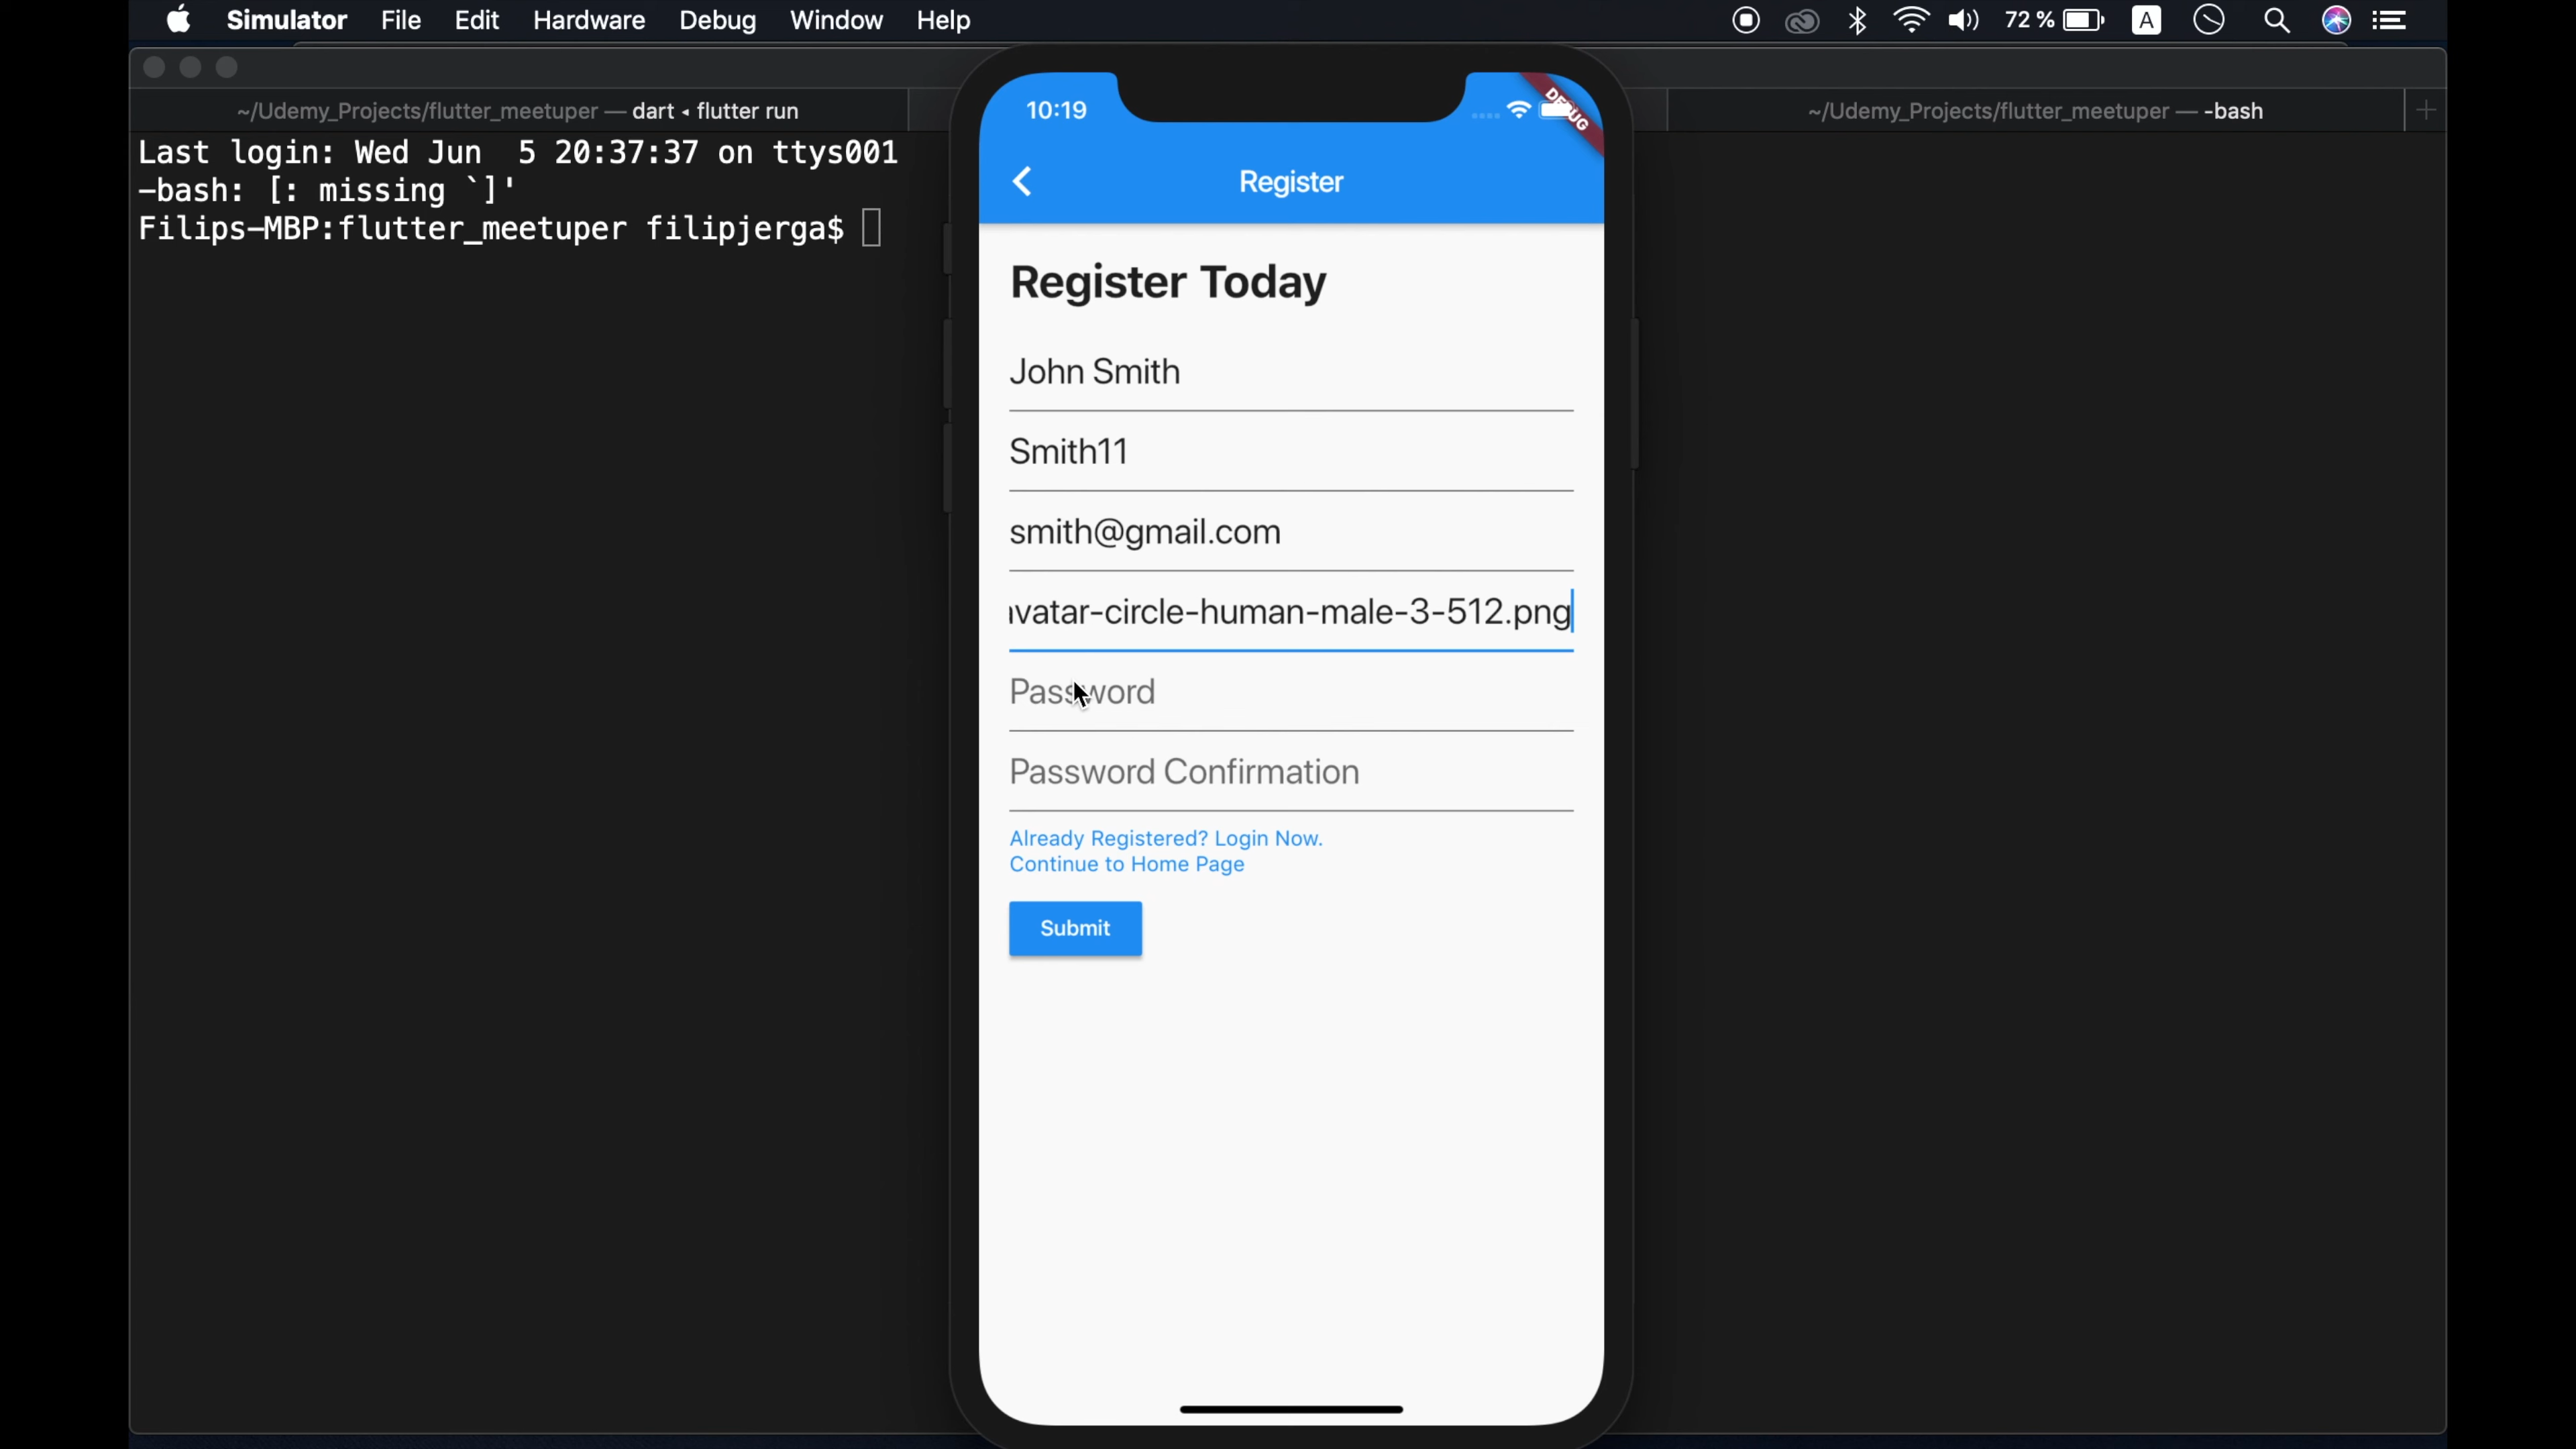 Simulator File Edit Hardware Debug Window Help 72 % A
~/Udemy_Projects/flutter_meetuper — dart ◂ flutter run
~/Udemy_Projects/flutter_meetuper — -bash
Last login: Wed Jun  5 20:37:37 on ttys001
-bash: [: missing `]'
Filips-MBP:flutter_meetuper filipjerga$
10:19
DEBUG
Register
Register Today
John Smith
Smith11
smith@gmail.com
avatar-circle-human-male-3-512.png
Password
Password Confirmation
Already Registered? Login Now.
Continue to Home Page
Submit